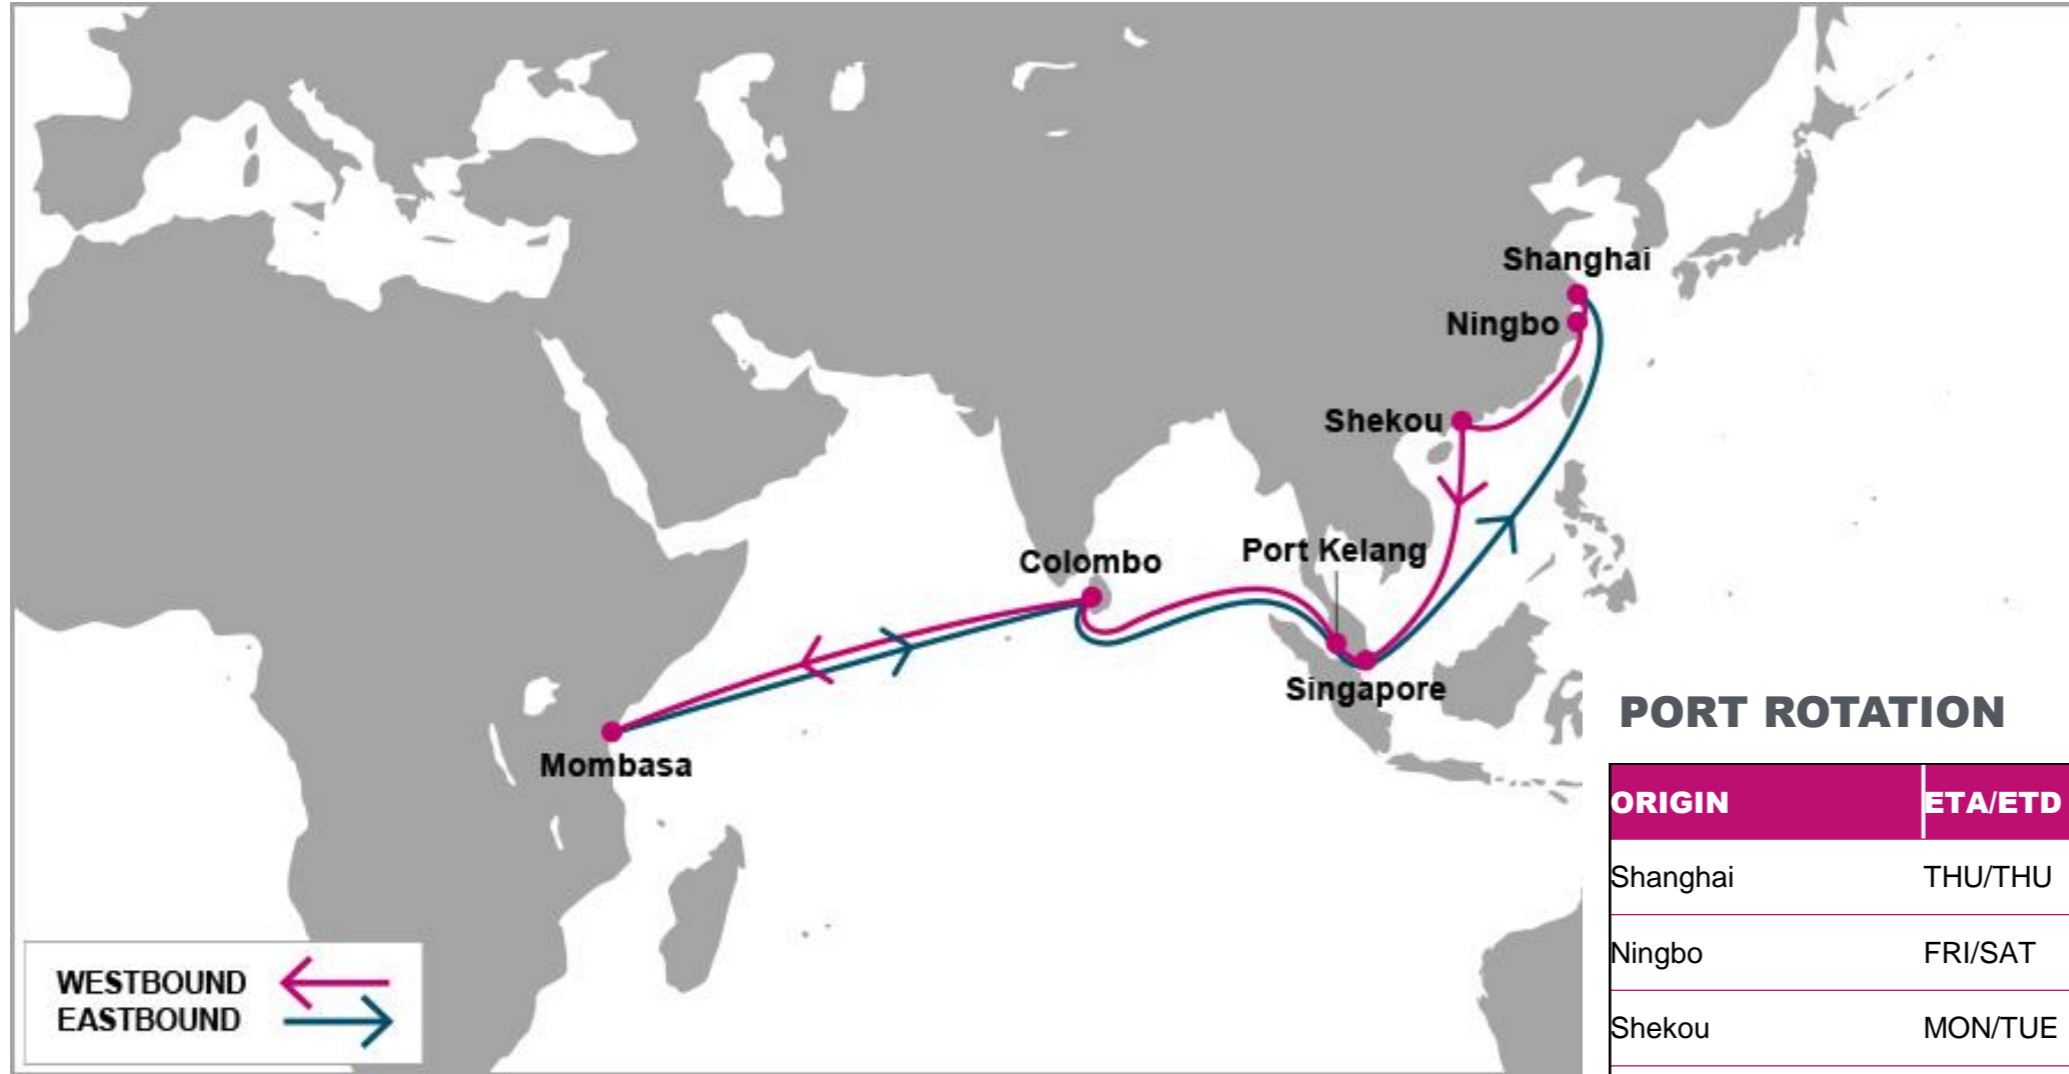 Shanghai
Ningbo
Shekou
Port Kelang
Colombo
Singapore
Mombasa
WESTBOUND
EASTBOUND
PORT ROTATION
ORIGIN ETA/ETD
Shanghai THU/THU
Ningbo FRI/SAT
Shekou MON/TUE